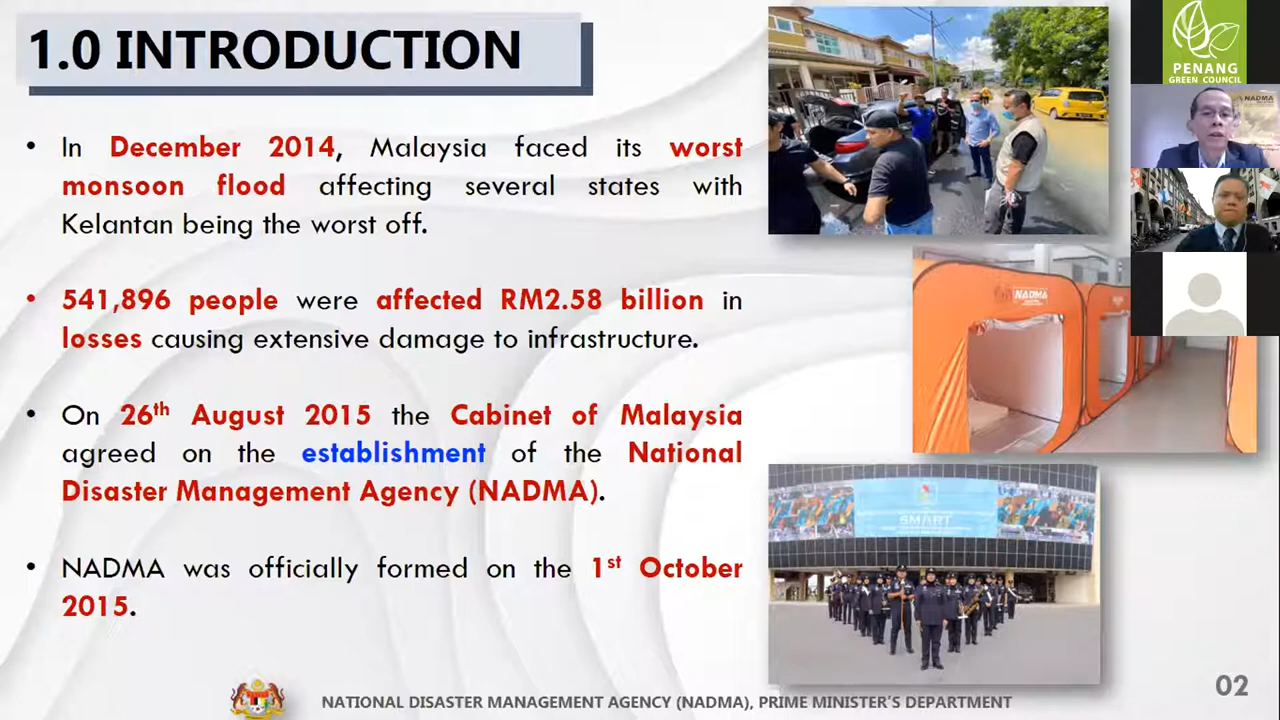 1.0 INTRODUCTION
• In December 2014, Malaysia faced its worst
monsoon flood affecting several states with
Kelantan being the worst off.
• 541,896 people were affected RM2.58 billion in
losses causing extensive damage to infrastructure.
• On 26th August 2015 the Cabinet of Malaysia
agreed on the establishment of the National
Disaster Management Agency (NADMA).
• NADMA was officially formed on the 1st October
2015.
PENANG
GREEN COUNCIL
NADMA
NADMA
SMART
NATIONAL DISASTER MANAGEMENT AGENCY (NADMA), PRIME MINISTER'S DEPARTMENT
02